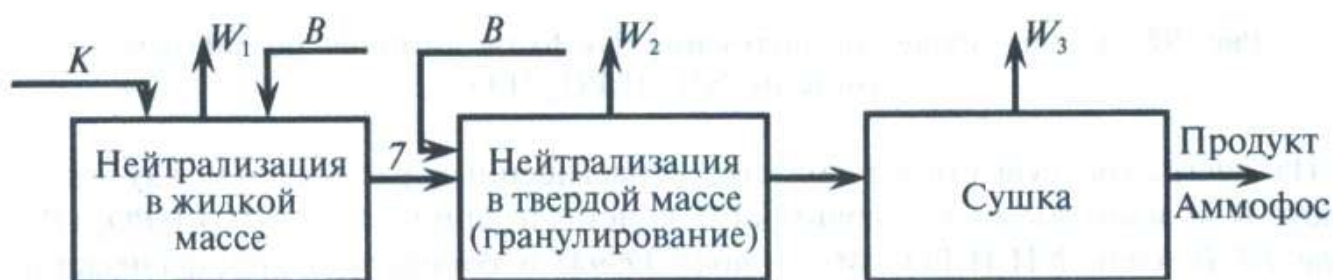 K
W1
B
B
W2
W3
Нейтрализация
в жидкой
массе
7
Нейтрализация
в твердой массе
(гранулирование)
Сушка
Продукт
Аммофос